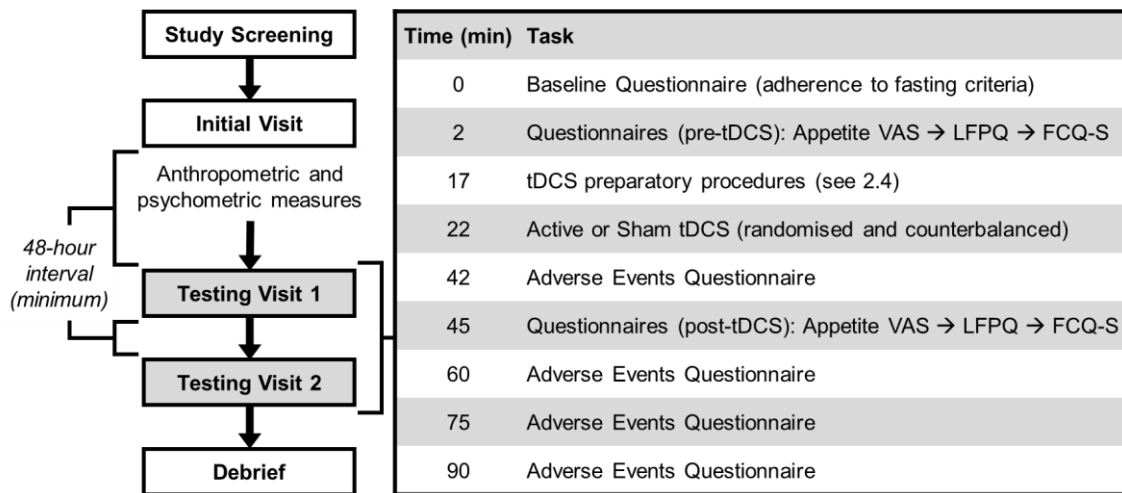 Study Screening
Initial Visit
Anthropometric and
psychometric measures
48-hour
interval
(minimum)
Testing Visit 1
Testing Visit 2
Debrief
Time (min) Task
0 Baseline Questionnaire (adherence to fasting criteria)
2 Questionnaires (pre-tDCS): Appetite VAS → LFPQ → FCQ-S
17 tDCS preparatory procedures (see 2.4)
22 Active or Sham tDCS (randomised and counterbalanced)
42 Adverse Events Questionnaire
45 Questionnaires (post-tDCS): Appetite VAS → LFPQ → FCQ-S
60 Adverse Events Questionnaire
75 Adverse Events Questionnaire
90 Adverse Events Questionnaire